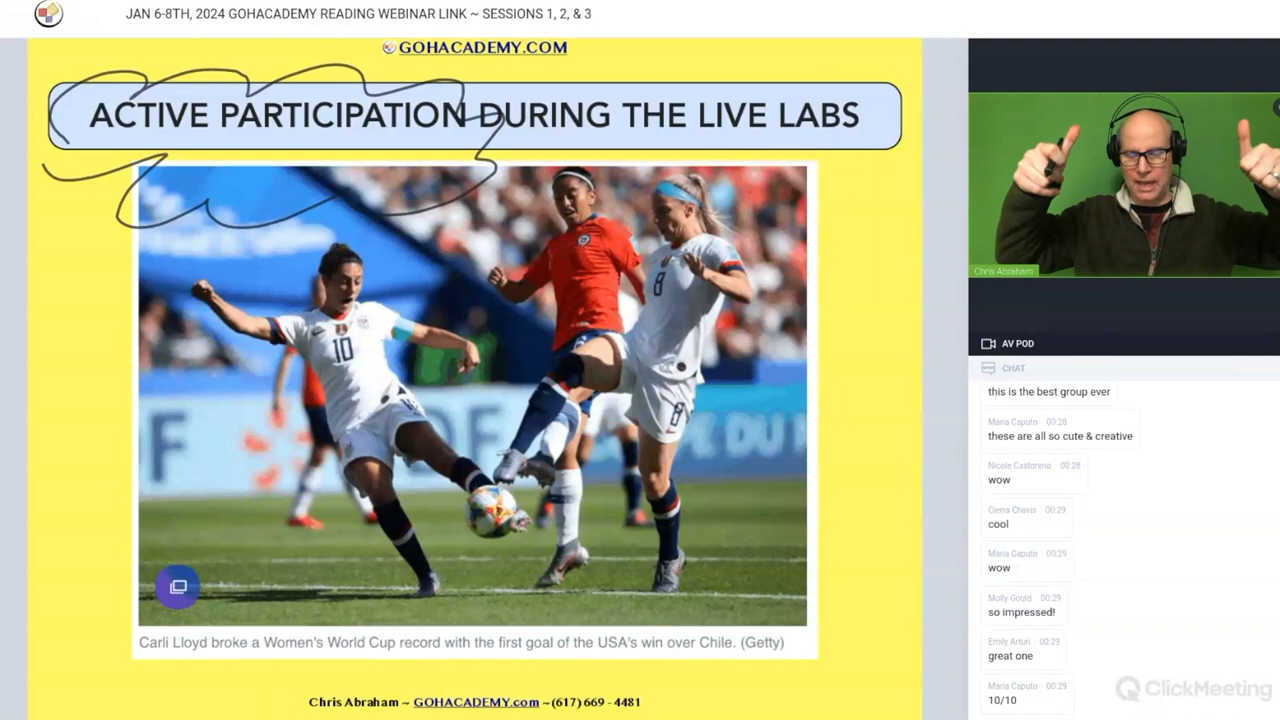 JAN 6-8TH, 2024 GOHACADEMY READING WEBINAR LINK ~ SESSIONS 1, 2, & 3
GOHACADEMY.COM
ACTIVE PARTICIPATION DURING THE LIVE LABS
10
8
8
Carli Lloyd broke a Women's World Cup record with the first goal of the USA's win over Chile. (Getty)
Chris Abraham ~ GOHACADEMY.com ~(617) 669 - 4481
Chris Abraham
AV POD
CHAT
this is the best group ever
Maria Caputo 00:28
these are all so cute & creative
Nicole Castoreno 00:28
wow
Cierra Chavis 00:29
cool
Maria Caputo 00:29
wow
Molly Gould 00:29
so impressed!
Emily Arturi 00:29
great one
Maria Caputo 00:29
10/10
ClickMeeting